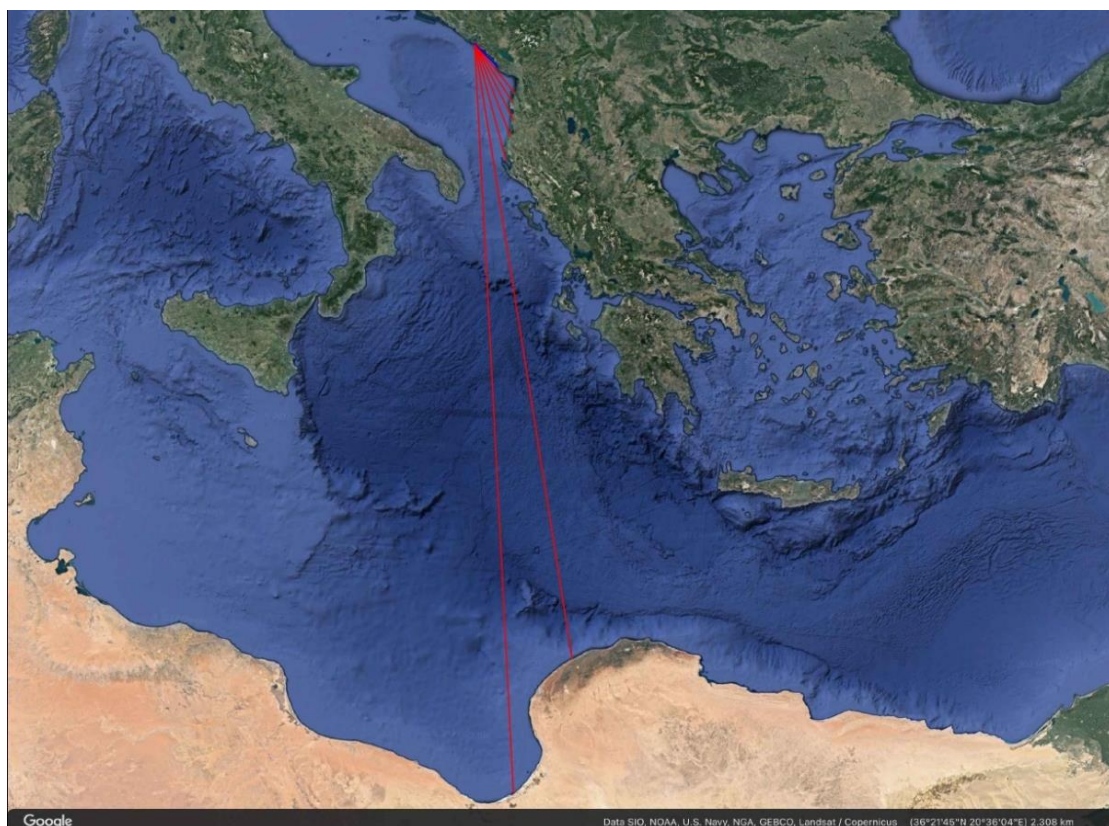 Google
Data SIO, NOAA, U.S. Navy, NGA, GEBCO, Landsat / Copernicus (36°21'45"N 20°36'04"E) 2,308 km